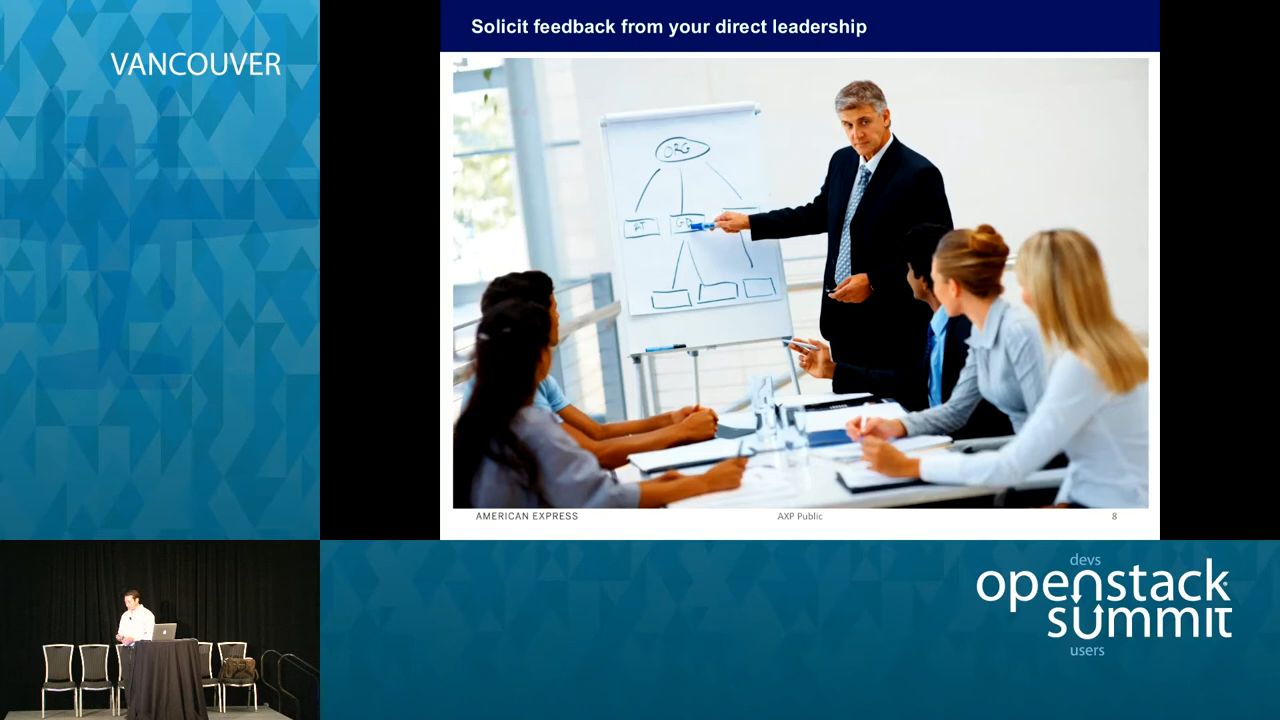 VANCOUVER
Solicit feedback from your direct leadership
ORG
AMERICAN EXPRESS
AXP Public
8
devs
openstack
summit
users